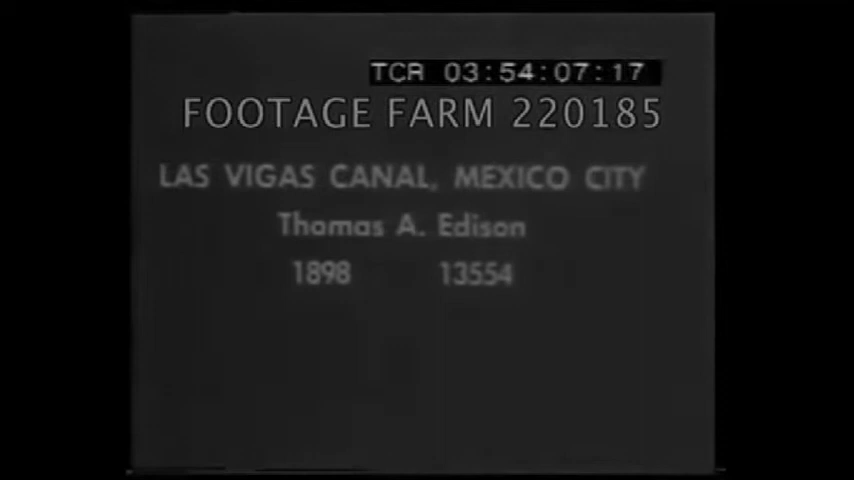 TCR 03:54:07:17
FOOTAGE FARM 220185
LAS VIGAS CANAL, MEXICO CITY
Thomas A. Edison
1898 13554